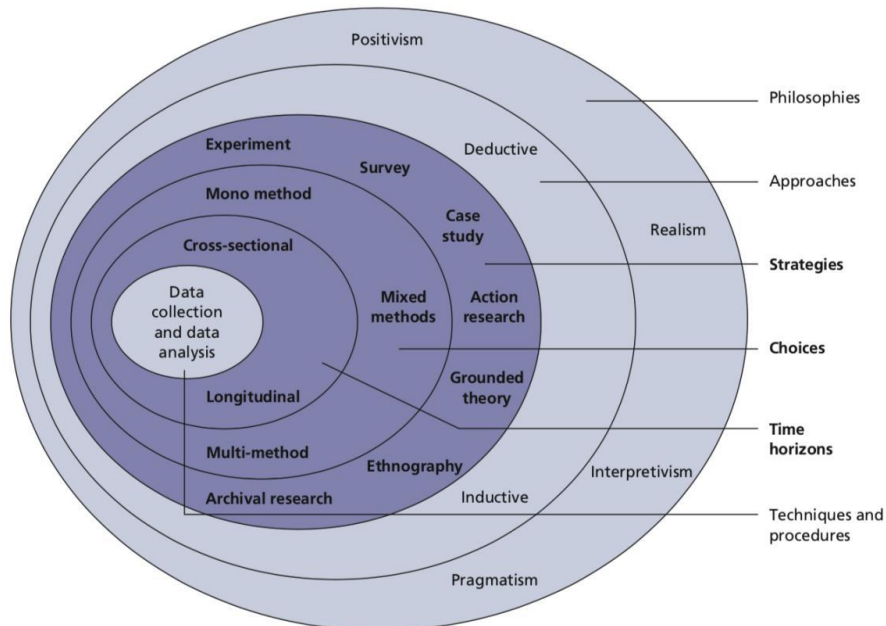 Positivism
Philosophies
Deductive
Experiment
Survey
Approaches
Mono method
Case
study
Realism
Cross-sectional
Strategies
Data
collection
and data
analysis
Mixed
methods
Action
research
Choices
Grounded
theory
Longitudinal
Time
horizons
Multi-method
Ethnography
Interpretivism
Archival research
Inductive
Techniques and
procedures
Pragmatism